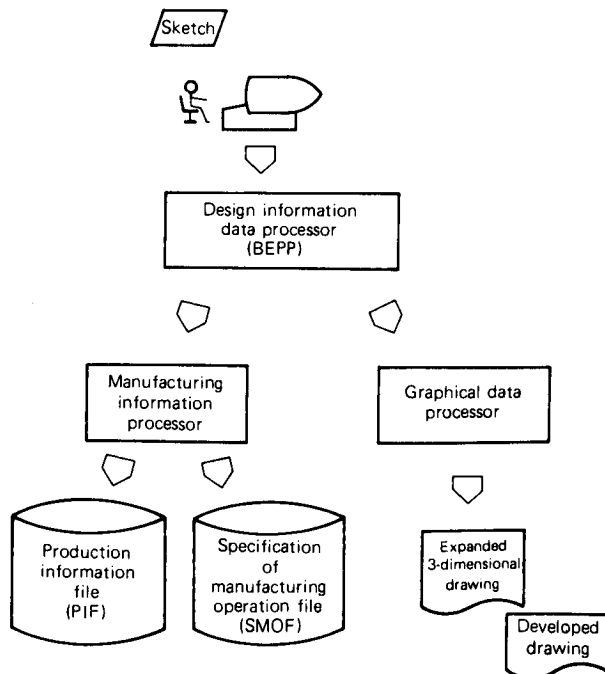 Sketch
Design information
data processor
(BEPP)
Manufacturing
information
processor
Graphical data
processor
Production
information
file
(PIF)
Specification
of
manufacturing
operation file
(SMOF)
Expanded
3-dimensional
drawing
Developed
drawing